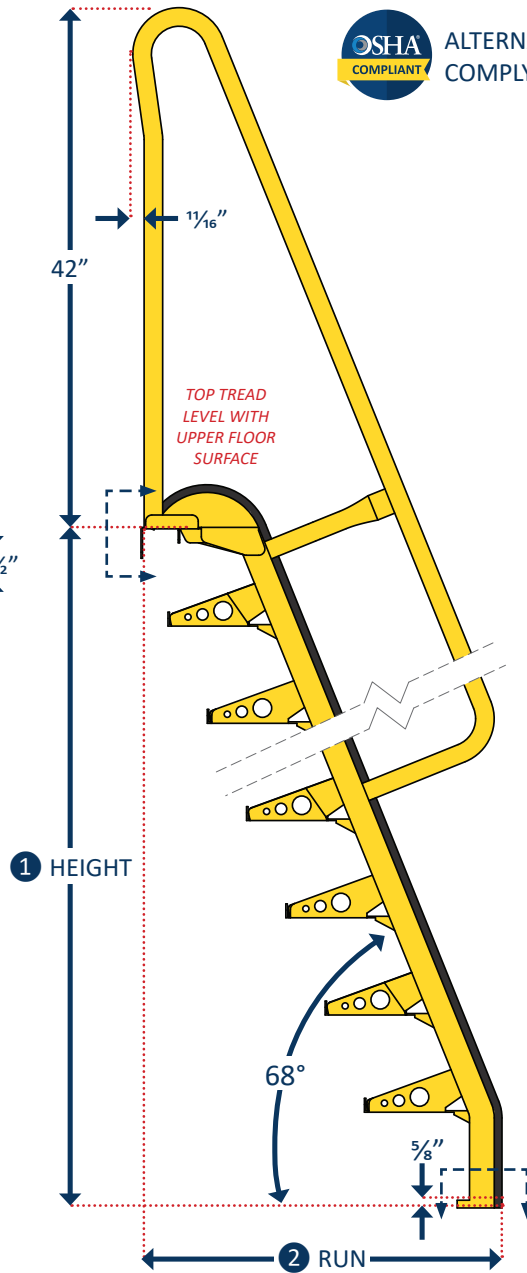 OSHA®
COMPLIANT
ALTERN
COMPLY
11/16”
42”
TOP TREAD
LEVEL WITH
UPPER FLOOR
SURFACE
1 HEIGHT
68°
5/8”
2 RUN